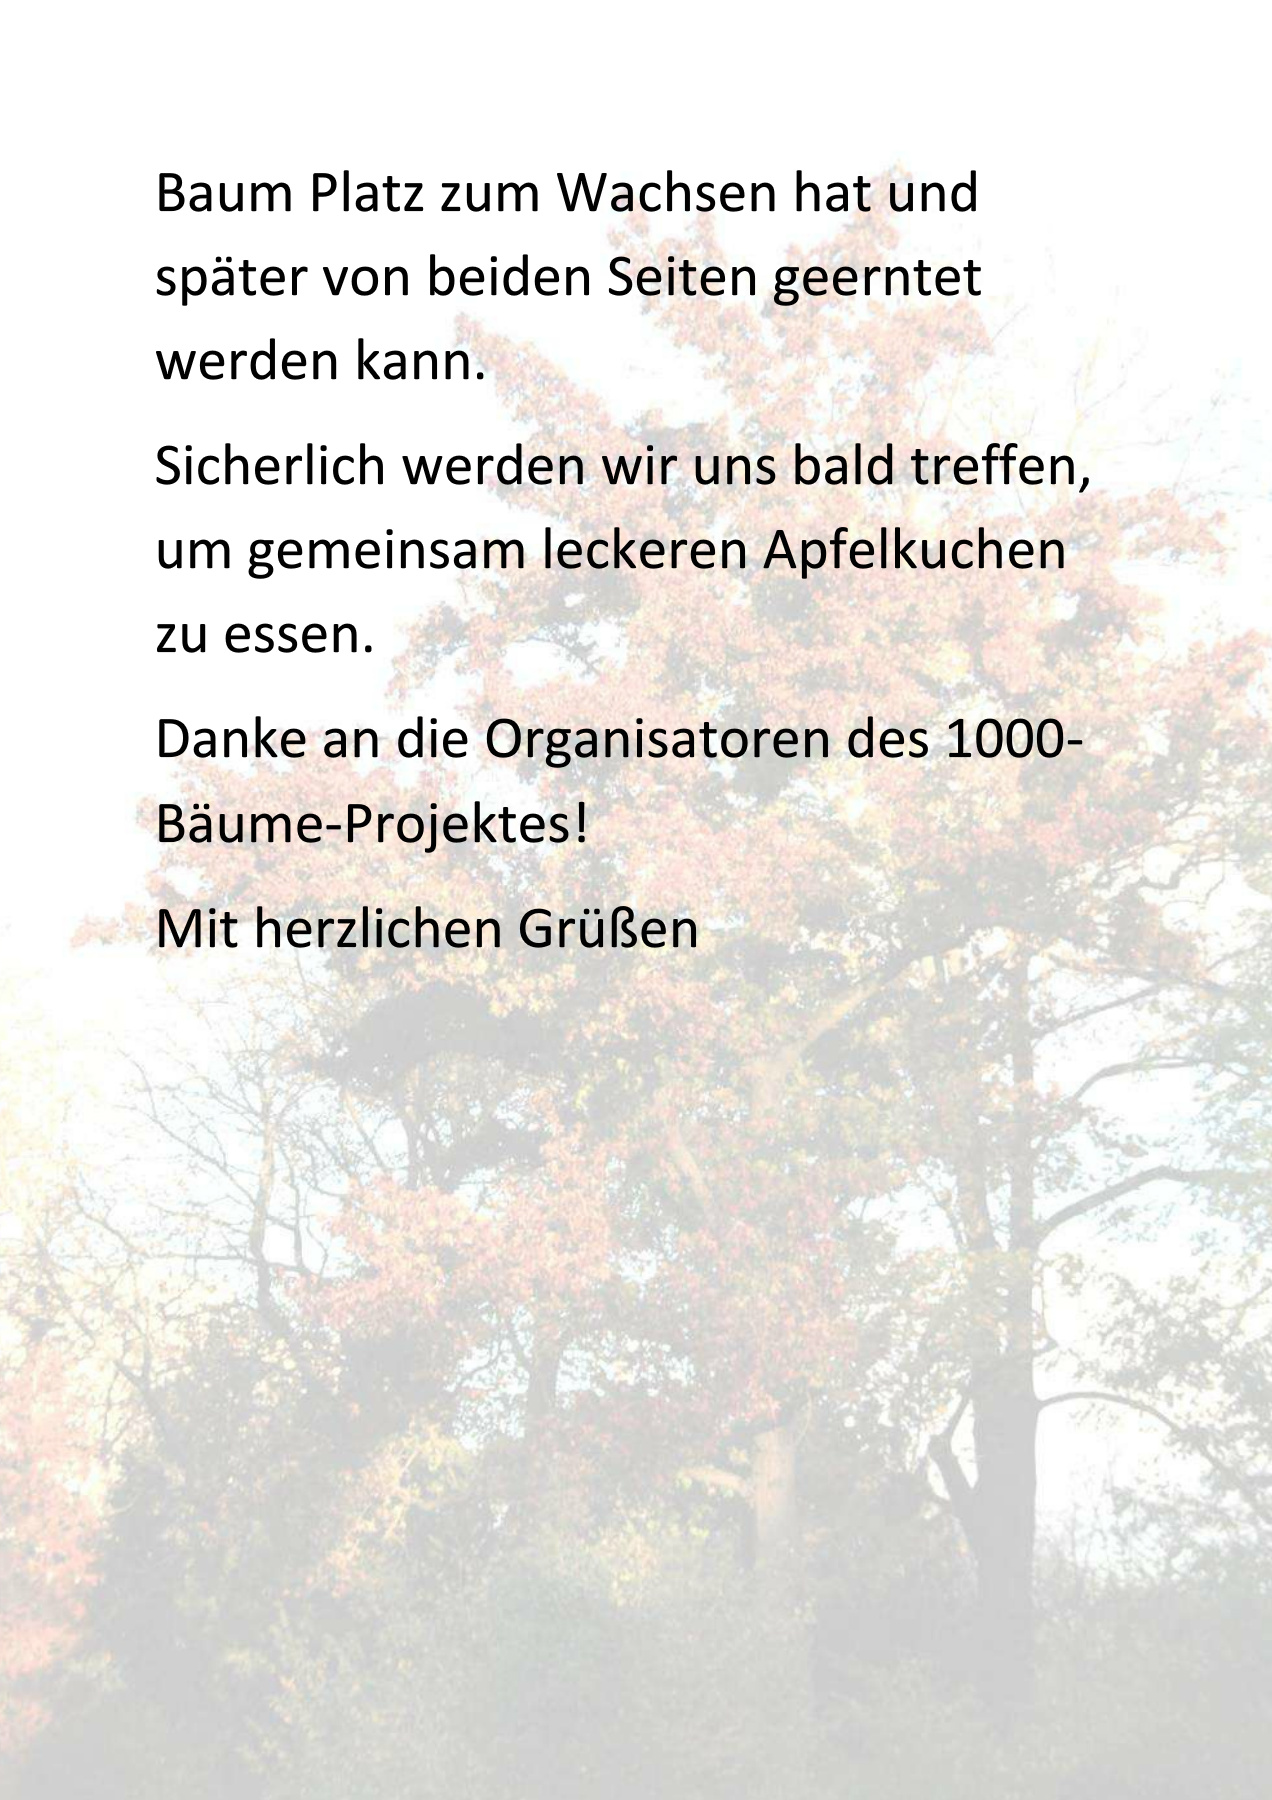 Baum Platz zum Wachsen hat und
später von beiden Seiten geerntet
werden kann.
Sicherlich werden wir uns bald treffen,
um gemeinsam leckeren Apfelkuchen
zu essen.
Danke an die Organisatoren des 1000-
Bäume-Projektes!
Mit herzlichen Grüßen